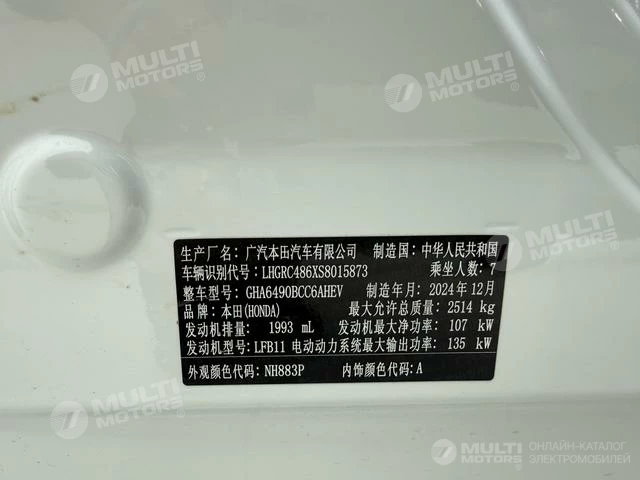 MULTI
MOTORS®
MULTI
MOTORS®
MULTI
MOTORS®
生产厂名：广汽本田汽车有限公司 制造国：中华人民共和国
车辆识别代号：LHGRC486XS8015873 乘坐人数：7
整车型号：GHA6490BCC6AHEV 制造年月：2024年12月
品牌：本田(HONDA) 最大允许总质量：2514 kg
发动机排量：1993 mL 发动机最大净功率：107 kW
发动机型号：LFB11 电动动力系统最大输出功率：135 kW
外观颜色代码：NH883P 内饰颜色代码：A
MULTI
MOTORS®
MULTI
MOTORS
ОНЛАЙН-КАТАЛОГ
ЭЛЕКТРОМОБИЛЕЙ